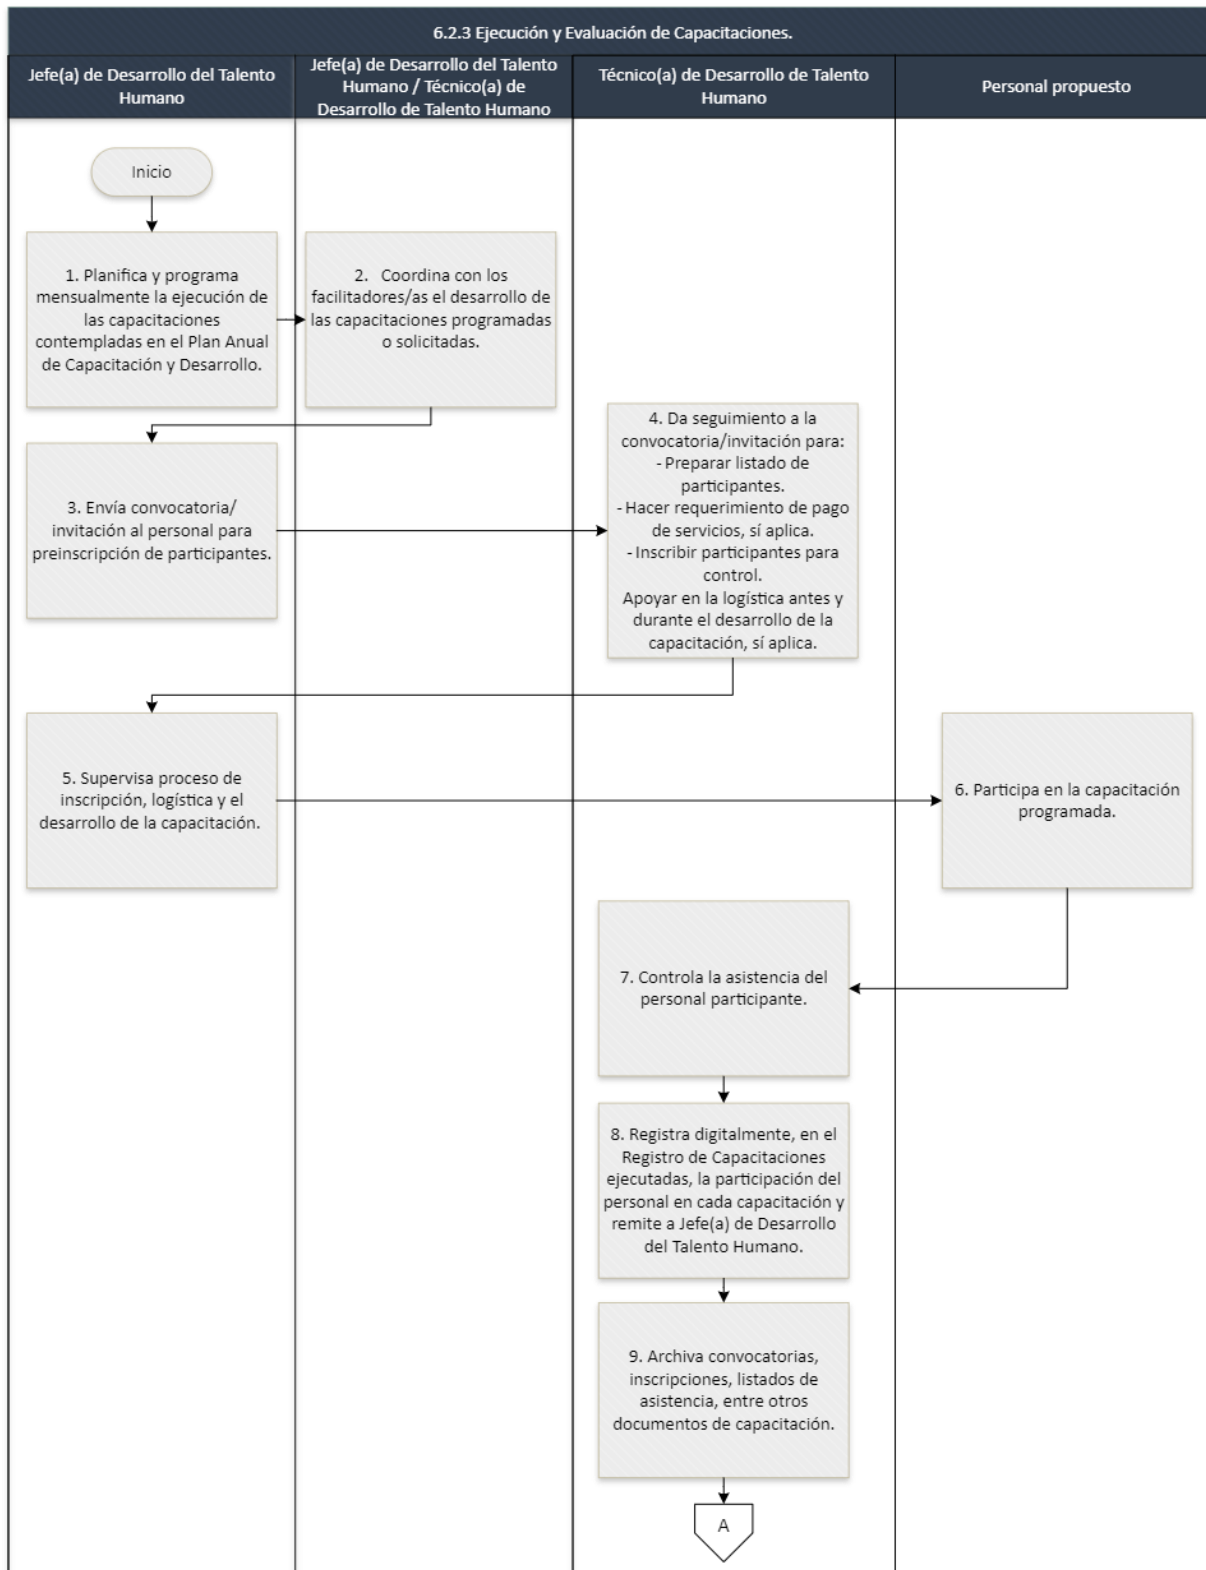 6.2.3 Ejecución y Evaluación de Capacitaciones.
Jefe(a) de Desarrollo del Talento
Humano
Jefe(a) de Desarrollo del Talento
Humano / Técnico(a) de
Desarrollo de Talento Humano
Técnico(a) de Desarrollo de Talento
Humano
Personal propuesto
Inicio
1. Planifica y programa
mensualmente la ejecución de
las capacitaciones
contempladas en el Plan Anual
de Capacitación y Desarrollo.
2. Coordina con los
facilitadores/as el desarrollo de
las capacitaciones programadas
o solicitadas.
3. Envía convocatoria/
invitación al personal para
preinscripción de participantes.
4. Da seguimiento a la
convocatoria/invitación para:
- Preparar listado de
participantes.
- Hacer requerimiento de pago
de servicios, sí aplica.
- Inscribir participantes para
control.
Apoyar en la logística antes y
durante el desarrollo de la
capacitación, sí aplica.
5. Supervisa proceso de
inscripción, logística y el
desarrollo de la capacitación.
6. Participa en la capacitación
programada.
7. Controla la asistencia del
personal participante.
8. Registra digitalmente, en el
Registro de Capacitaciones
ejecutadas, la participación del
personal en cada capacitación y
remite a Jefe(a) de Desarrollo
del Talento Humano.
9. Archiva convocatorias,
inscripciones, listados de
asistencia, entre otros
documentos de capacitación.
A